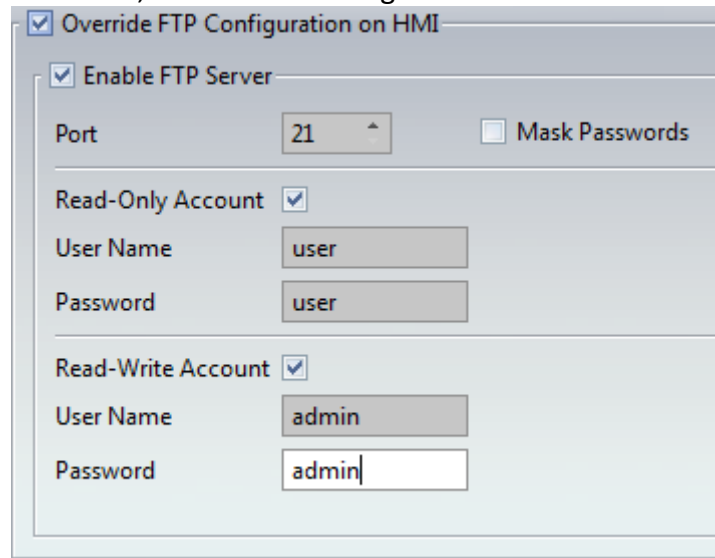 Override FTP Configuration on HMI
Enable FTP Server
Port 21 Mask Passwords
Read-Only Account
User Name user
Password user
Read-Write Account
User Name admin
Password admin